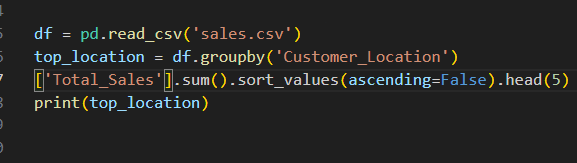 df = pd.read_csv('sales.csv')
top_location = df.groupby('Customer_Location')
['Total_Sales'].sum().sort_values(ascending=False).head(5)
print(top_location)